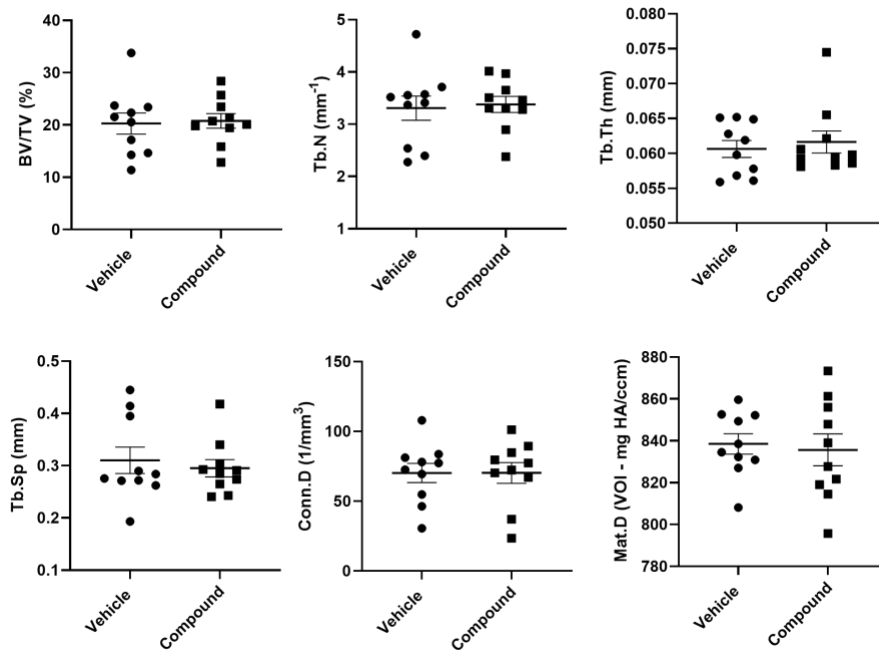 BV/TV (%)
40
30
20
10
0
Vehicle
Compound
Tb.N (mm⁻¹)
5
4
3
2
1
Vehicle
Compound
Tb.Th (mm)
0.080
0.075
0.070
0.065
0.060
0.055
0.050
Vehicle
Compound
Tb.Sp (mm)
0.5
0.4
0.3
0.2
0.1
Vehicle
Compound
Conn.D (1/mm³)
150
100
50
0
Vehicle
Compound
Mat.D (VOI - mg HA/ccm)
880
860
840
820
800
780
Vehicle
Compound